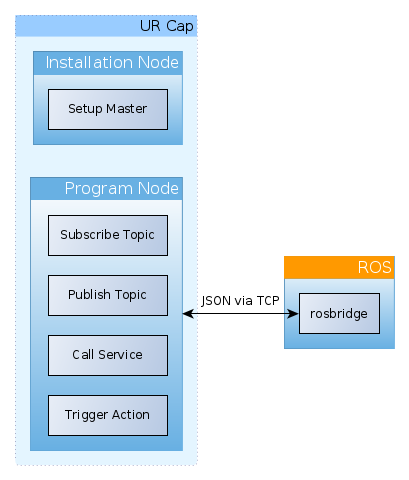 UR Cap
Installation Node
Setup Master
Program Node
Subscribe Topic
Publish Topic
Call Service
Trigger Action
JSON via TCP
ROS
rosbridge